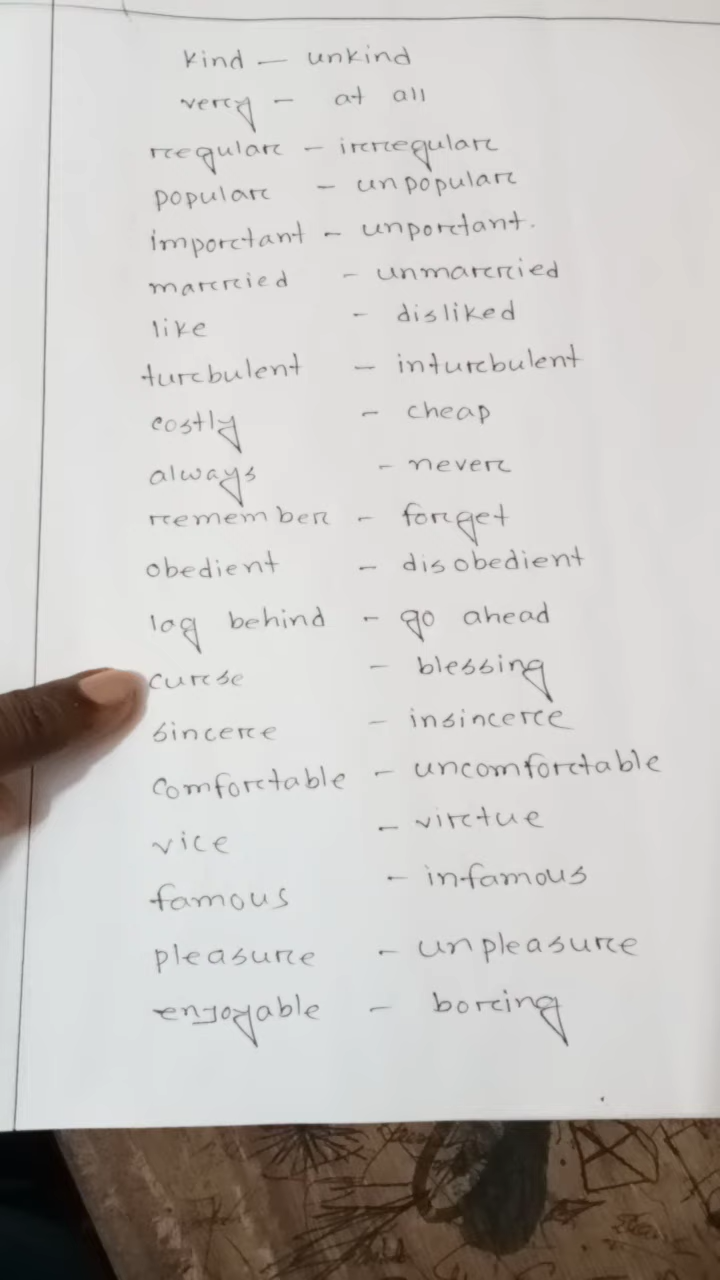 kind — unkind
very - at all
regular - irregular
popular - unpopular
important - unportant.
married - unmarried
like - disliked
turbulent - inturbulent
costly - cheap
always - never
remember - forget
obedient - disobedient
lag behind - go ahead
curse - blessing
sincere - insincere
comfortable - uncomfortable
vice - virtue
famous - infamous
pleasure - unpleasure
enjoyable - boring